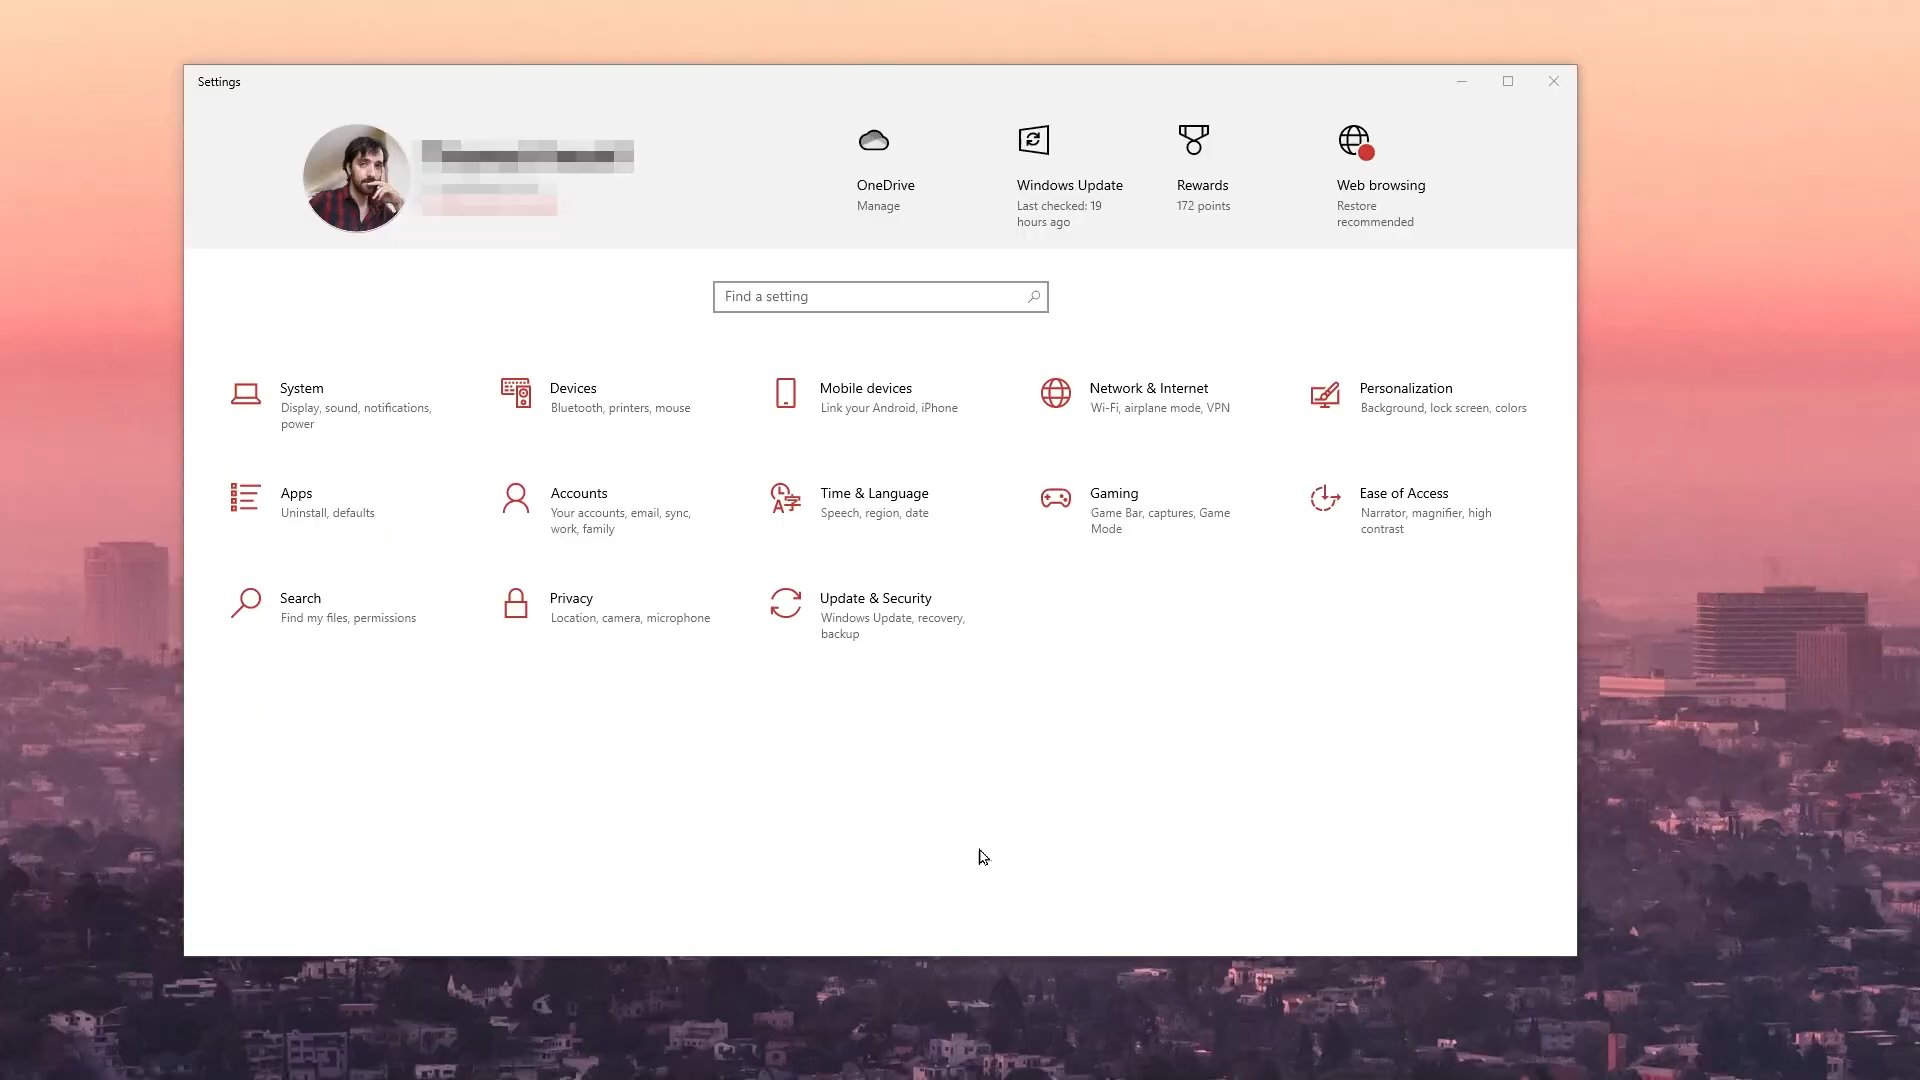 Settings
OneDrive
Manage
Windows Update
Last checked: 19
hours ago
Rewards
172 points
Web browsing
Restore
recommended
Find a setting
System
Display, sound, notifications,
power
Devices
Bluetooth, printers, mouse
Mobile devices
Link your Android, iPhone
Network & Internet
Wi-Fi, airplane mode, VPN
Personalization
Background, lock screen, colors
Apps
Uninstall, defaults
Accounts
Your accounts, email, sync,
work, family
Time & Language
Speech, region, date
Gaming
Game Bar, captures, Game
Mode
Ease of Access
Narrator, magnifier, high
contrast
Search
Find my files, permissions
Privacy
Location, camera, microphone
Update & Security
Windows Update, recovery,
backup